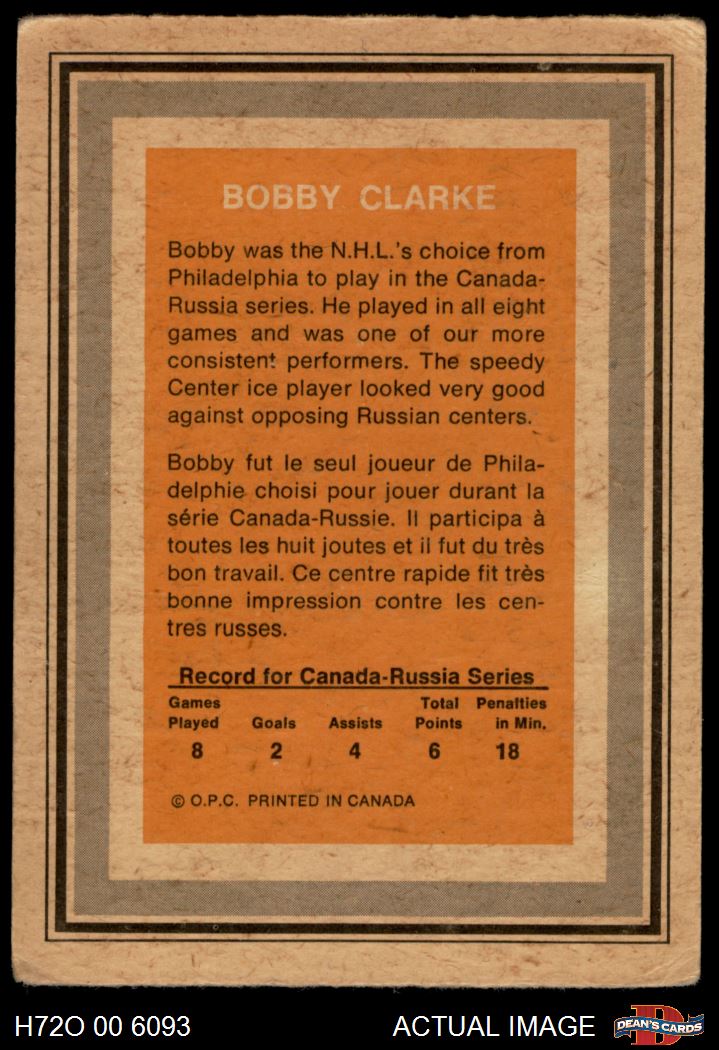 BOBBY CLARKE
Bobby was the N.H.L.'s choice from
Philadelphia to play in the Canada-
Russia series. He played in all eight
games and was one of our more
consistent performers. The speedy
Center ice player looked very good
against opposing Russian centers.
Bobby fut le seul joueur de Phila-
delphie choisi pour jouer durant la
série Canada-Russie. Il participa à
toutes les huit joutes et il fut du très
bon travail. Ce centre rapide fit très
bonne impression contre les cen-
tres russes.
Record for Canada-Russia Series
Games Total Penalties
Played Goals Assists Points in Min.
8 2 4 6 18
© O.P.C. PRINTED IN CANADA
H72O 00 6093 ACTUAL IMAGE D DEAN'S CARDS